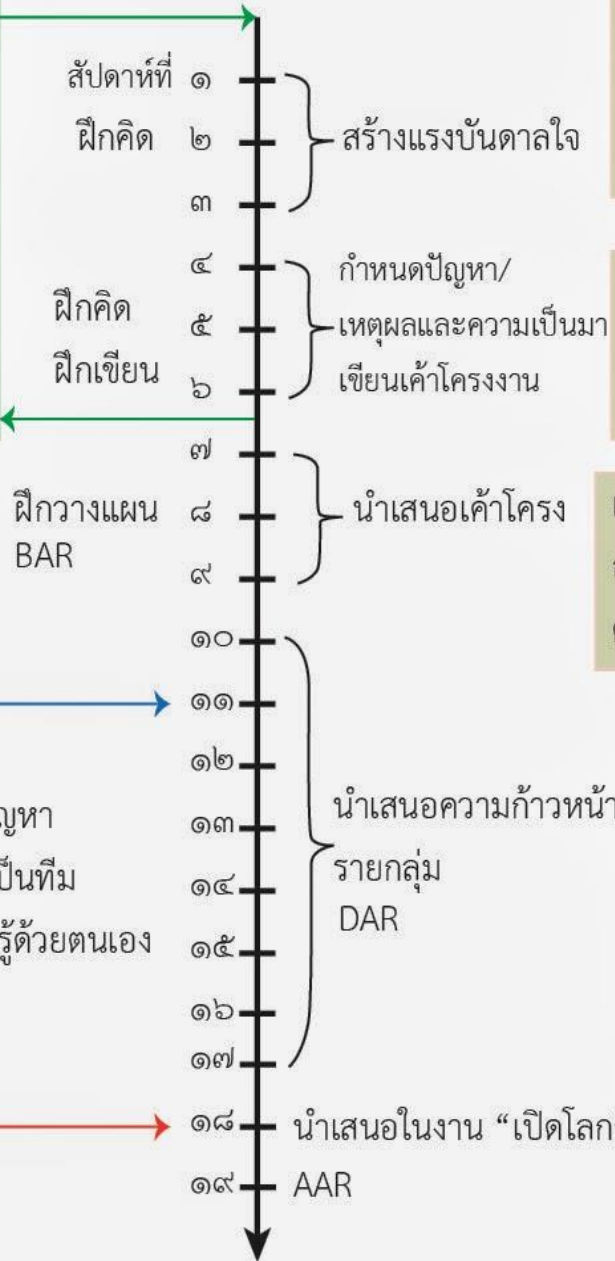 สัปดาห์ที่ ๑
ฝึกคิด ๒ สร้างแรงบันดาลใจ
๓
๔ กำหนดปัญหา/
ฝึกคิด ๕ เหตุผลและความเป็นมา
ฝึกเขียน ๖ เขียนเค้าโครงงาน
๗
ฝึกวางแผน ๘ นำเสนอเค้าโครง
BAR
๙
๑๐
๑๑
๑๒
๑๓ นำเสนอความก้าวหน้า
เป็นทีม ๑๔ รายกลุ่ม
DAR
รู้ด้วยตนเอง ๑๕
๑๖
๑๗
๑๘ นำเสนอในงาน “เปิดโลก
๑๙ AAR